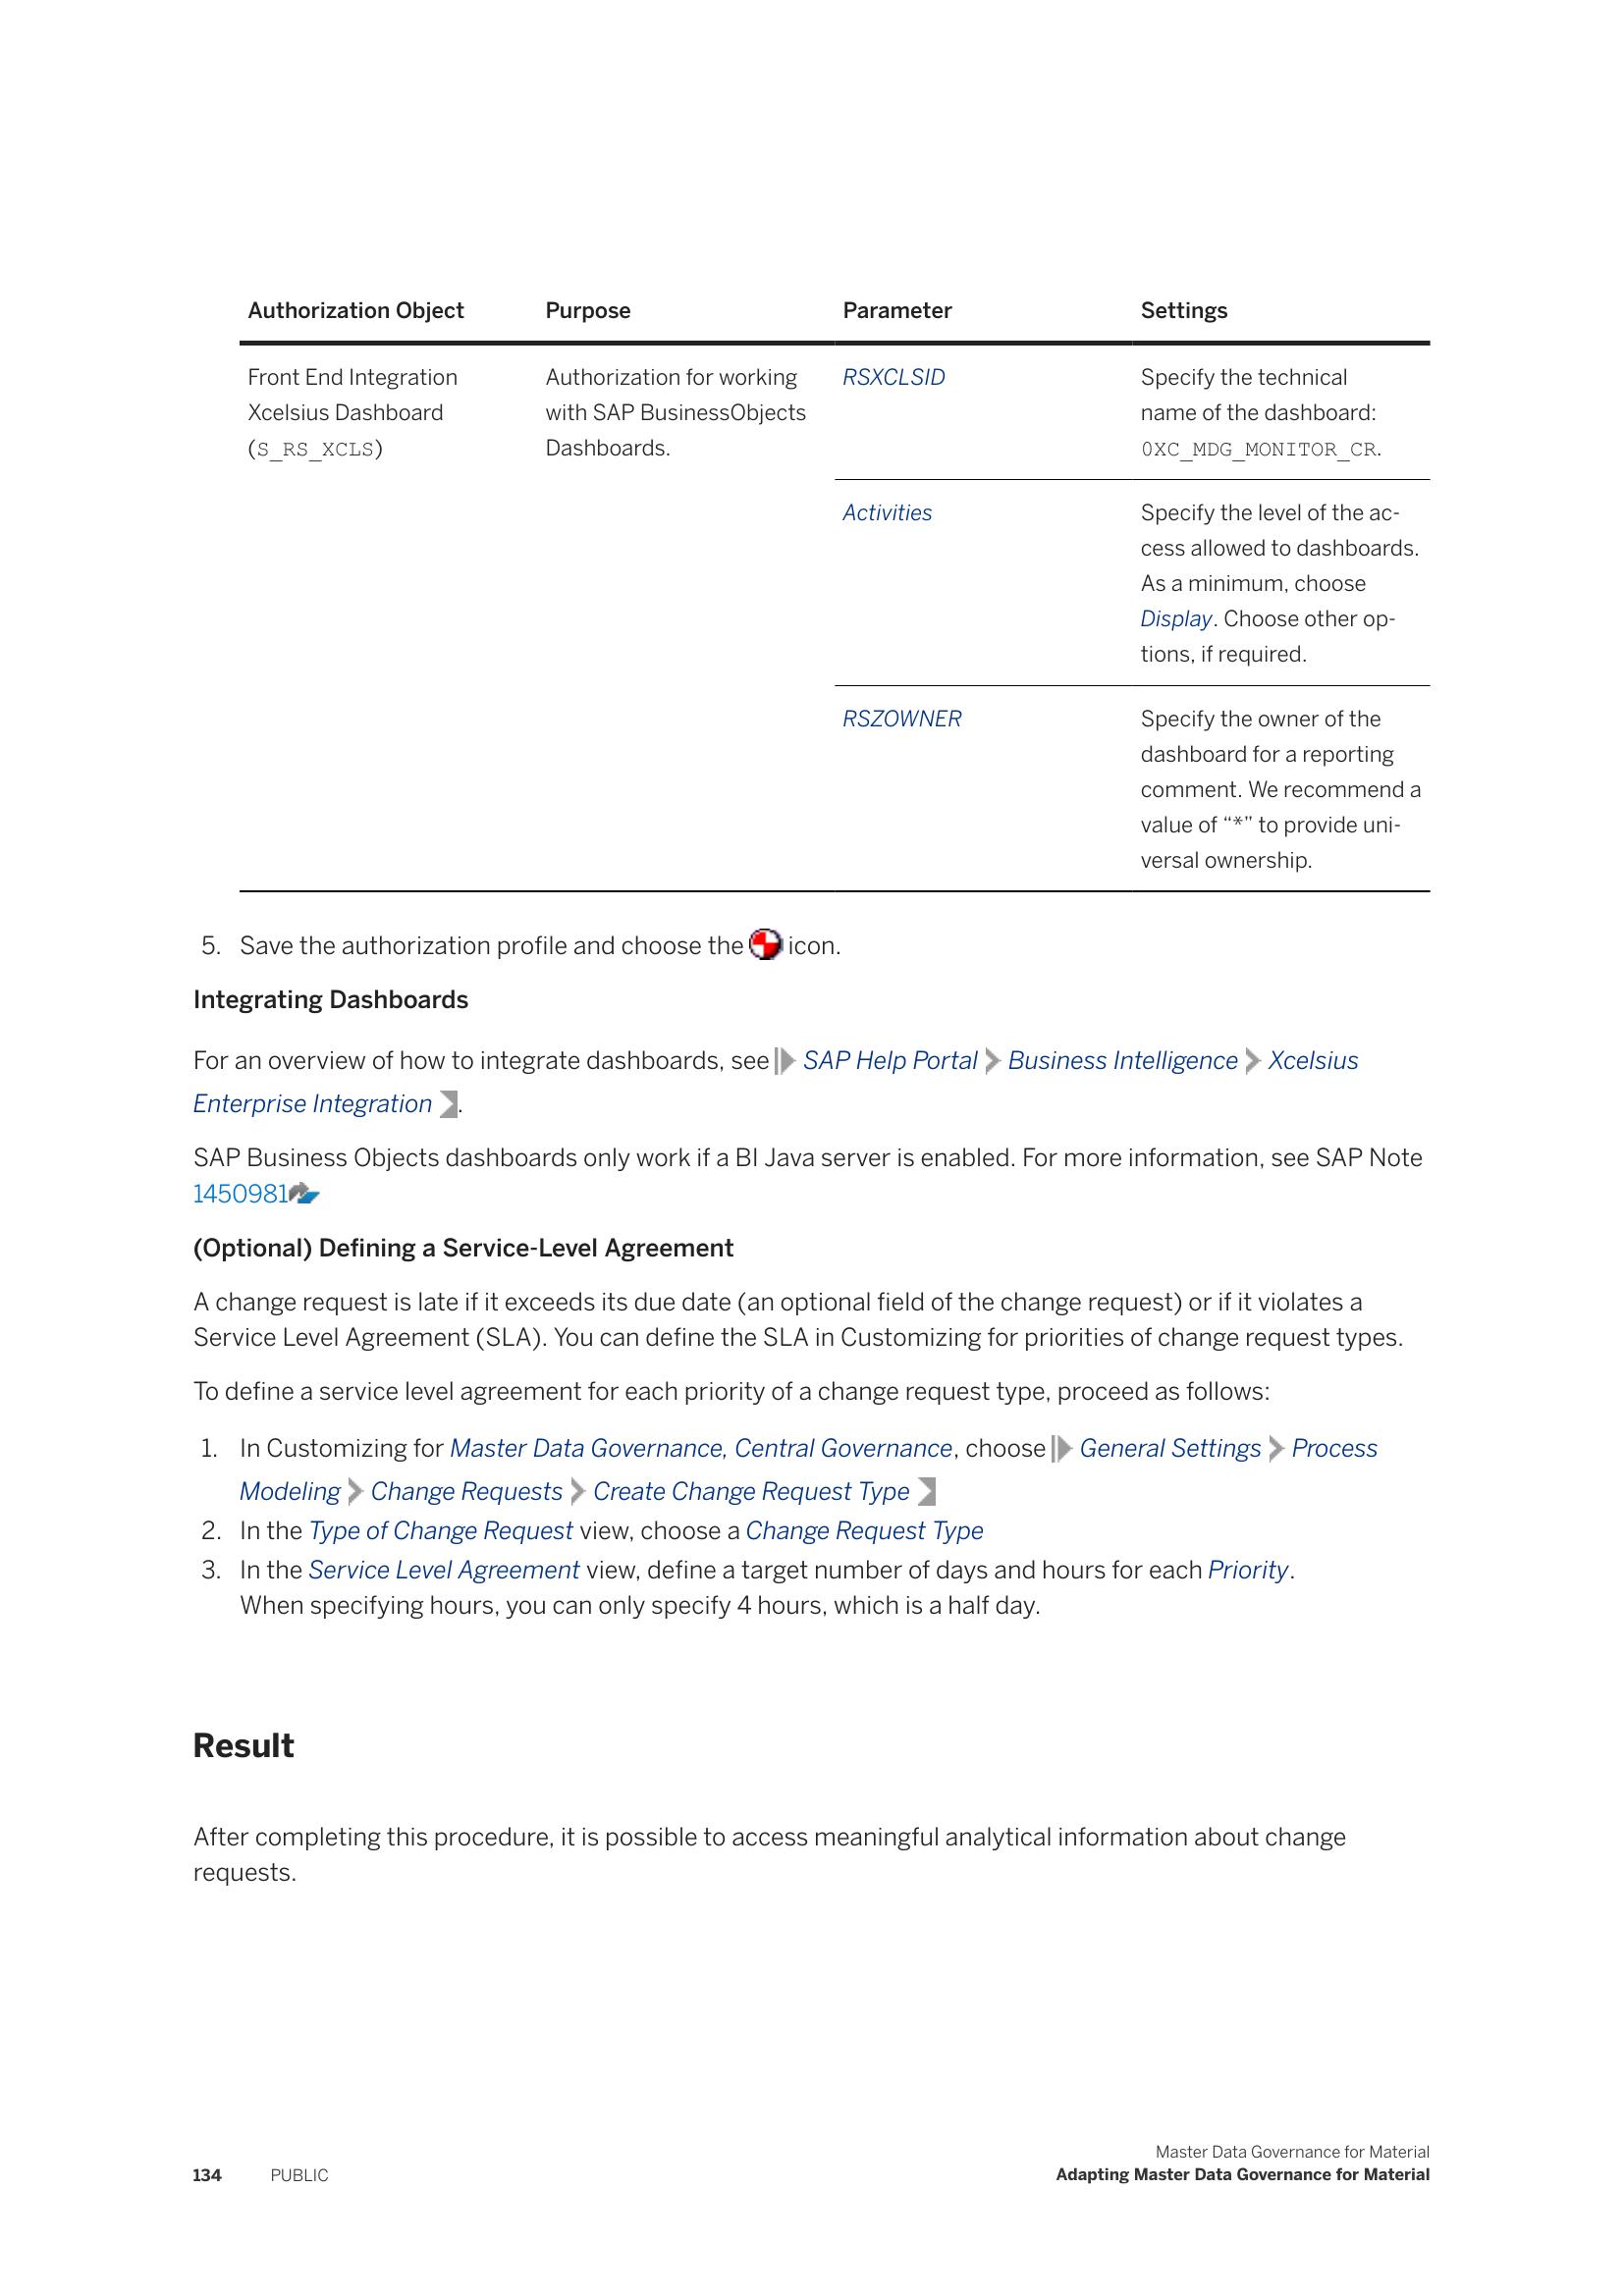 Authorization Object Purpose Parameter Settings
Front End Integration
Xcelsius Dashboard
(S_RS_XCLS)
Authorization for working
with SAP BusinessObjects
Dashboards.
RSXCLSID
Specify the technical
name of the dashboard:
0XC_MDG_MONITOR_CR.
Activities
Specify the level of the ac-
cess allowed to dashboards.
As a minimum, choose
Display. Choose other op-
tions, if required.
RSZOWNER
Specify the owner of the
dashboard for a reporting
comment. We recommend a
value of “*” to provide uni-
versal ownership.
5. Save the authorization profile and choose the icon.
Integrating Dashboards
For an overview of how to integrate dashboards, see SAP Help Portal Business Intelligence Xcelsius
Enterprise Integration .
SAP Business Objects dashboards only work if a BI Java server is enabled. For more information, see SAP Note
1450981
(Optional) Defining a Service-Level Agreement
A change request is late if it exceeds its due date (an optional field of the change request) or if it violates a
Service Level Agreement (SLA). You can define the SLA in Customizing for priorities of change request types.
To define a service level agreement for each priority of a change request type, proceed as follows:
1. In Customizing for Master Data Governance, Central Governance, choose General Settings Process
Modeling Change Requests Create Change Request Type
2. In the Type of Change Request view, choose a Change Request Type
3. In the Service Level Agreement view, define a target number of days and hours for each Priority.
When specifying hours, you can only specify 4 hours, which is a half day.
Result
After completing this procedure, it is possible to access meaningful analytical information about change
requests.
134 PUBLIC
Master Data Governance for Material
Adapting Master Data Governance for Material